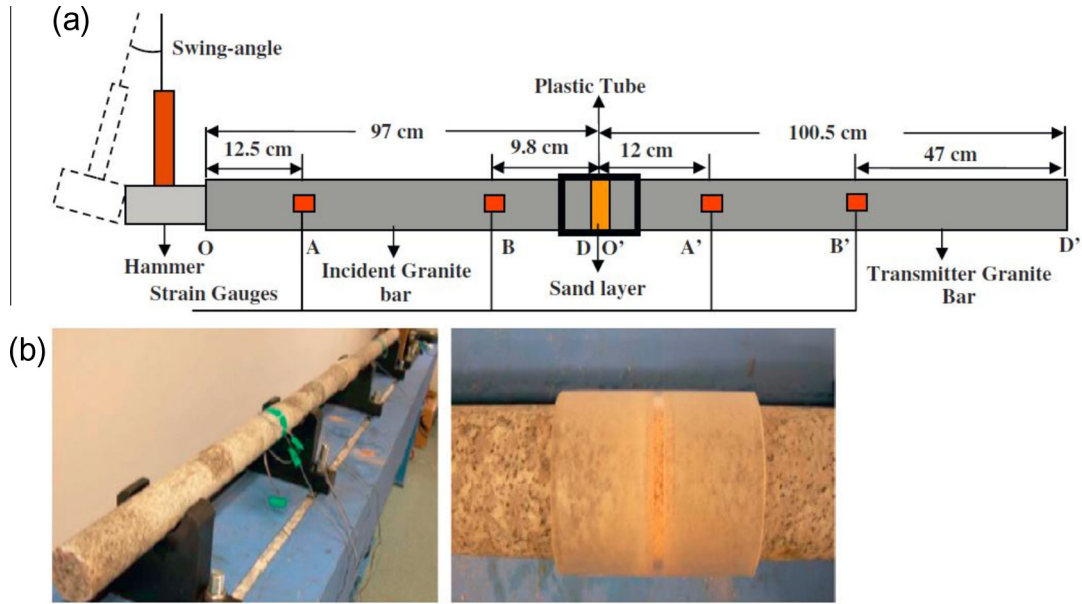 (a)
Swing-angle
Plastic Tube
97 cm
100.5 cm
12.5 cm
9.8 cm
12 cm
47 cm
O
A
B
D
O'
A'
B'
D'
Hammer
Incident Granite
bar
Sand layer
Transmitter Granite
Bar
Strain Gauges
(b)